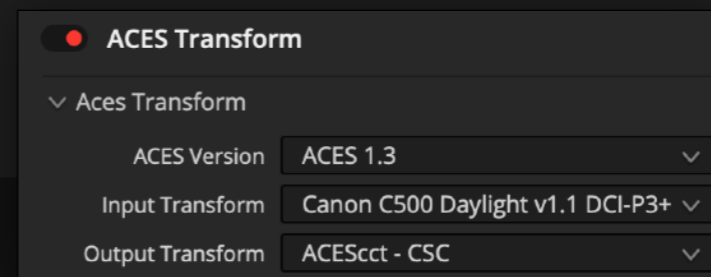 ACES Transform
Aces Transform
ACES Version ACES 1.3
Input Transform Canon C500 Daylight v1.1 DCI-P3+
Output Transform ACEScct - CSC